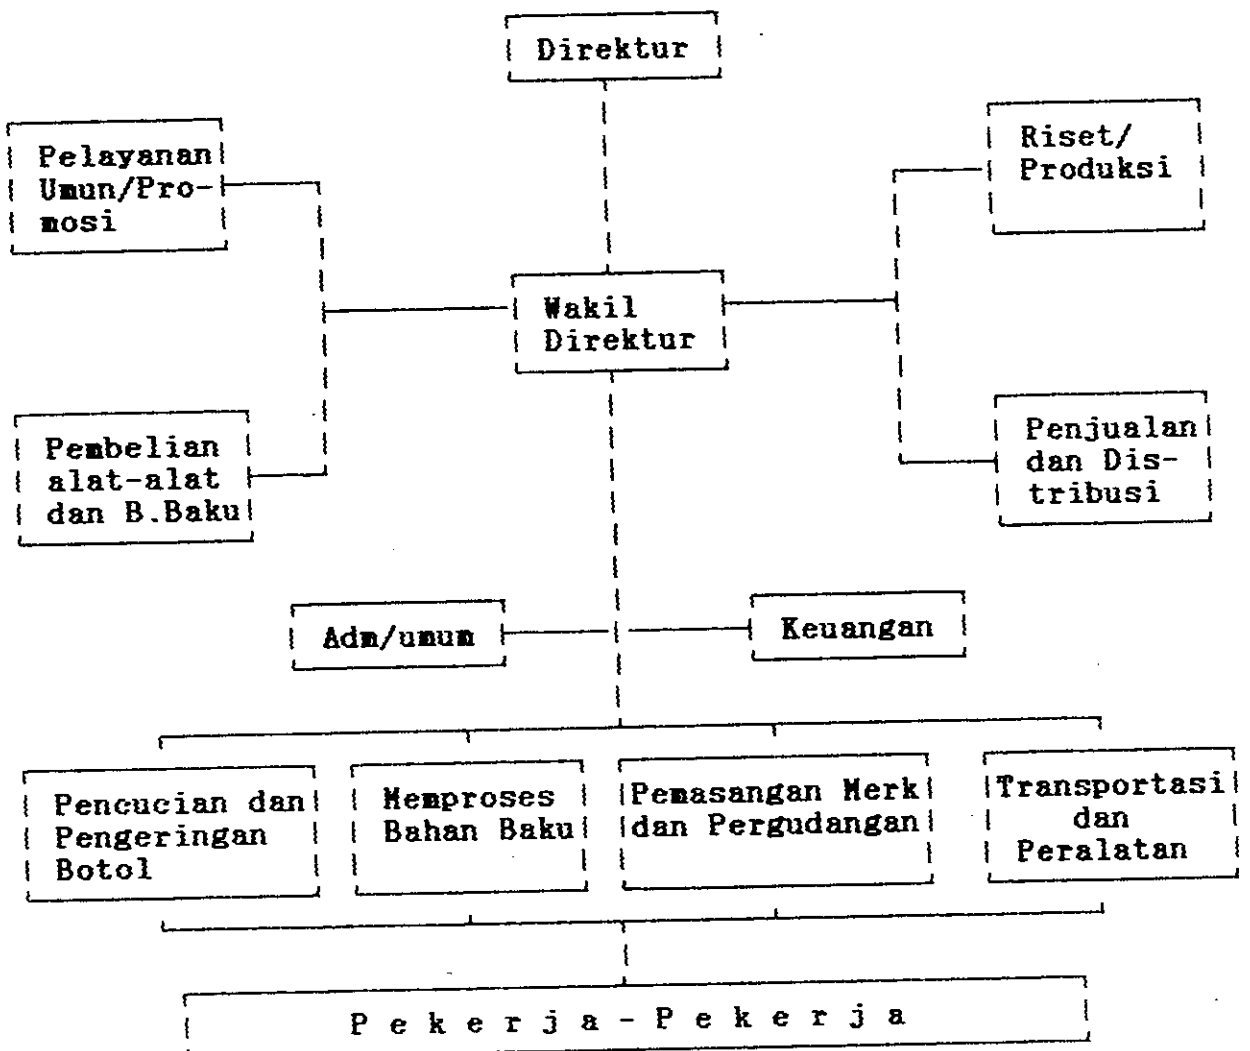 Direktur
Pelayanan
Umun/Pro-
mosi
Riset/
Produksi
Wakil
Direktur
Pembelian
alat-alat
dan B.Baku
Penjualan
dan Dis-
tribusi
Adm/umum
Keuangan
Pencucian dan
Pengeringan
Botol
Memproses
Bahan Baku
Pemasangan Merk
dan Pergudangan
Transportasi
dan
Peralatan
P e k e r j a - P e k e r j a